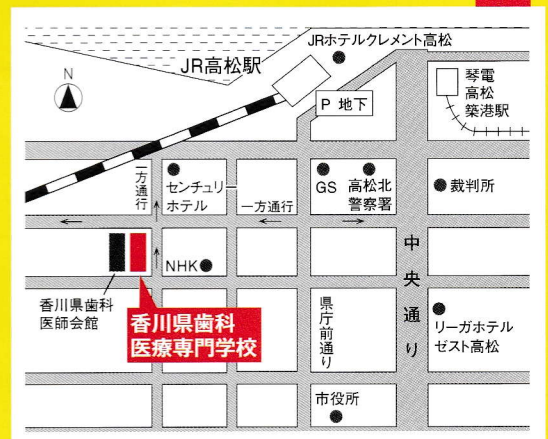 JRホテルクレメント高松
JR高松駅
N
P 地下
琴電
高松
築港駅
一方通行
センチュリー
ホテル
一方通行
GS
高松北
警察署
裁判所
NHK
中央通り
香川県歯科
医師会館
香川県歯科
医療専門学校
県庁前通り
リーガホテル
ゼスト高松
市役所